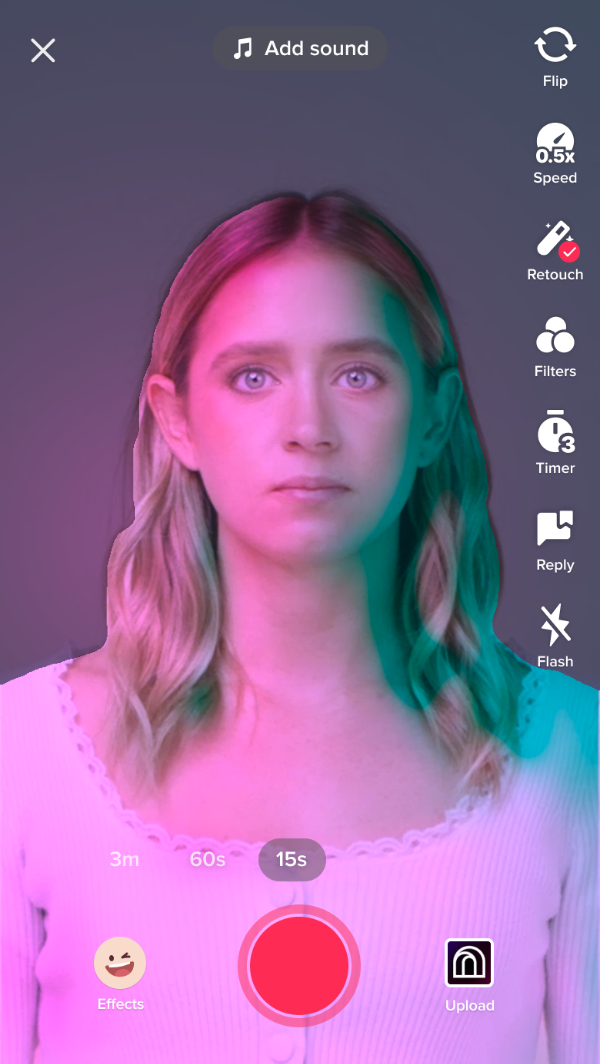 Add sound
Flip
0.5x
Speed
Retouch
Filters
3
Timer
Reply
Flash
3m
60s
15s
Effects
Upload